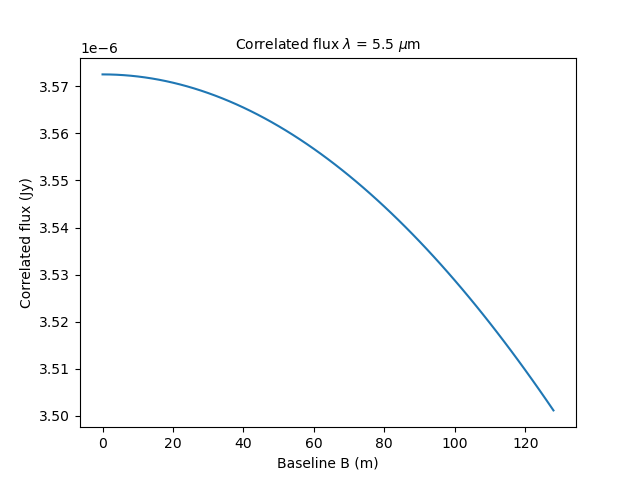 Correlated flux λ = 5.5 μm
1e−6
3.57
3.56
3.55
3.54
3.53
3.52
3.51
3.50
Correlated flux (Jy)
0 20 40 60 80 100 120
Baseline B (m)